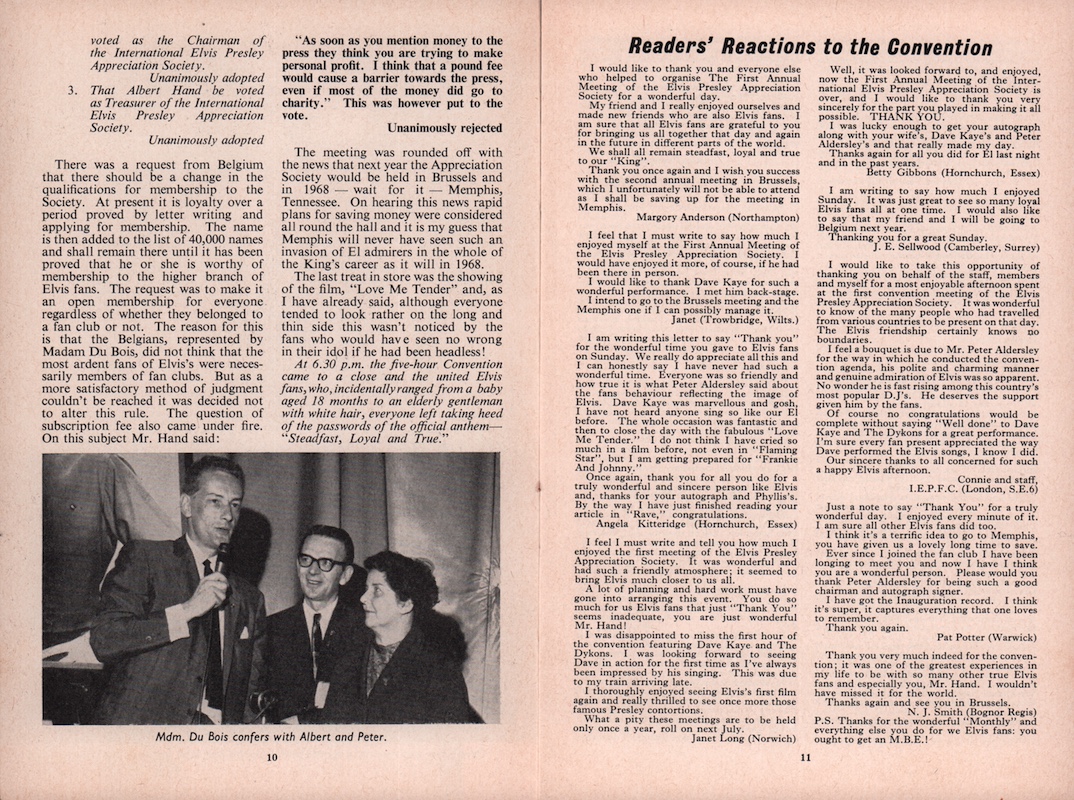 voted as the Chairman of
the International Elvis Presley
Appreciation Society.
Unanimously adopted
3. That Albert Hand be voted
as Treasurer of the International
Elvis Presley Appreciation
Society.
Unanimously adopted
There was a request from Belgium
that there should be a change in the
qualifications for membership to the
Society. At present it is loyalty over a
period proved by letter writing and
applying for membership. The name
is then added to the list of 40,000 names
and shall remain there until it has been
proved that he or she is worthy of
membership to the higher branch of
Elvis fans. The request was to make it
an open membership for everyone
regardless of whether they belonged to
a fan club or not. The reason for this
is that the Belgians, represented by
Madam Du Bois, did not think that the
most ardent fans of Elvis's were neces-
sarily members of fan clubs. But as a
more satisfactory method of judgment
couldn't be reached it was decided not
to alter this rule. The question of
subscription fee also came under fire.
On this subject Mr. Hand said:
"As soon as you mention money to the
press they think you are trying to make
personal profit. I think that a pound fee
would cause a barrier towards the press,
even if most of the money did go to
charity." This was however put to the
vote.
Unanimously rejected
The meeting was rounded off with
the news that next year the Appreciation
Society would be held in Brussels and
in 1968 — wait for it — Memphis,
Tennessee. On hearing this news rapid
plans for saving money were considered
all round the hall and it is my guess that
Memphis will never have seen such an
invasion of El admirers in the whole of
the King's career as it will in 1968.
The last treat in store was the showing
of the film, "Love Me Tender" and, as
I have already said, although everyone
tended to look rather on the long and
thin side this wasn't noticed by the
fans who would have seen no wrong
in their idol if he had been headless!
At 6.30 p.m. the five-hour Convention
came to a close and the united Elvis
fans, who, incidentally ranged from a baby
aged 18 months to an elderly gentleman
with white hair, everyone left taking heed
of the passwords of the official anthem—
"Steadfast, Loyal and True."
Mdm. Du Bois confers with Albert and Peter.
10
Readers' Reactions to the Convention
I would like to thank you and everyone else
who helped to organise The First Annual
Meeting of the Elvis Presley Appreciation
Society for a wonderful day.
My friend and I really enjoyed ourselves and
made new friends who are also Elvis fans. I
am sure that all Elvis fans are grateful to you
for bringing us all together that day and again
in the future in different parts of the world.
We shall all remain steadfast, loyal and true
to our "King".
Thank you once again and I wish you success
with the second annual meeting in Brussels,
which I unfortunately will not be able to attend
as I shall be saving up for the meeting in
Memphis.
Margory Anderson (Northampton)
I feel that I must write to say how much I
enjoyed myself at the First Annual Meeting of
the Elvis Presley Appreciation Society. I
would have enjoyed it more, of course, if he had
been there in person.
I would like to thank Dave Kaye for such a
wonderful performance. I met him back-stage.
I intend to go to the Brussels meeting and the
Memphis one if I can possibly manage it.
Janet (Trowbridge, Wilts.)
I am writing this letter to say "Thank you"
for the wonderful time you gave to Elvis fans
on Sunday. We really do appreciate all this and
I can honestly say I have never had such a
wonderful time. Everyone was so friendly and
how true it is what Peter Aldersley said about
the fans behaviour reflecting the image of
Elvis. Dave Kaye was marvellous and gosh,
I have not heard anyone sing so like our El
before. The whole occasion was fantastic and
then to close the day with the fabulous "Love
Me Tender." I do not think I have cried so
much in a film before, not even in "Flaming
Star", but I am getting prepared for "Frankie
And Johnny."
Once again, thank you for all you do for a
truly wonderful and sincere person like Elvis
and, thanks for your autograph and Phyllis's.
By the way I have just finished reading your
article in "Rave," congratulations.
Angela Kitteridge (Hornchurch, Essex)
I feel I must write and tell you how much I
enjoyed the first meeting of the Elvis Presley
Appreciation Society. It was wonderful and
had such a friendly atmosphere; it seemed to
bring Elvis much closer to us all.
A lot of planning and hard work must have
gone into arranging this event. You do so
much for us Elvis fans that just "Thank You"
seems inadequate, you are just wonderful
Mr. Hand!
I was disappointed to miss the first hour of
the convention featuring Dave Kaye and The
Dykons. I was looking forward to seeing
Dave in action for the first time as I've always
been impressed by his singing. This was due
to my train arriving late.
I thoroughly enjoyed seeing Elvis's first film
again and really thrilled to see once more those
famous Presley contortions.
What a pity these meetings are to be held
only once a year, roll on next July.
Janet Long (Norwich)
Well, it was looked forward to, and enjoyed,
now the First Annual Meeting of the Inter-
national Elvis Presley Appreciation Society is
over, and I would like to thank you very
sincerely for the part you played in making it all
possible. THANK YOU.
I was lucky enough to get your autograph
along with your wife's, Dave Kaye's and Peter
Aldersley's and that really made my day.
Thanks again for all you did for El last night
and in the past years.
Betty Gibbons (Hornchurch, Essex)
I am writing to say how much I enjoyed
Sunday. It was just great to see so many loyal
Elvis fans all at one time. I would also like
to say that my friend and I will be going to
Belgium next year.
Thanking you for a great Sunday.
J. E. Sellwood (Camberley, Surrey)
I would like to take this opportunity of
thanking you on behalf of the staff, members
and myself for a most enjoyable afternoon spent
at the first convention meeting of the Elvis
Presley Appreciation Society. It was wonderful
to know of the many people who had travelled
from various countries to be present on that day.
The Elvis friendship certainly knows no
boundaries.
I feel a bouquet is due to Mr. Peter Aldersley
for the way in which he conducted the conven-
tion agenda, his polite and charming manner
and genuine admiration of Elvis was so apparent.
No wonder he is fast rising among this country's
most popular D.J's. He deserves the support
given him by the fans.
Of course no congratulations would be
complete without saying "Well done" to Dave
Kaye and The Dykons for a great performance.
I'm sure every fan present appreciated the way
Dave performed the Elvis songs, I know I did.
Our sincere thanks to all concerned for such
a happy Elvis afternoon.
Connie and staff,
I.E.P.F.C. (London, S.E.6)
Just a note to say "Thank You" for a truly
wonderful day. I enjoyed every minute of it.
I am sure all other Elvis fans did too.
I think it's a terrific idea to go to Memphis,
you have given us a lovely long time to save.
Ever since I joined the fan club I have been
longing to meet you and now I have I think
you are a wonderful person. Please would you
thank Peter Aldersley for being such a good
chairman and autograph signer.
I have got the Inauguration record. I think
it's super, it captures everything that one loves
to remember.
Thank you again.
Pat Potter (Warwick)
Thank you very much indeed for the conven-
tion; it was one of the greatest experiences in
my life to be with so many other true Elvis
fans and especially you, Mr. Hand. I wouldn't
have missed it for the world.
Thanks again and see you in Brussels.
N. J. Smith (Bognor Regis)
P.S. Thanks for the wonderful "Monthly" and
everything else you do for we Elvis fans: you
ought to get an M.B.E.!
11